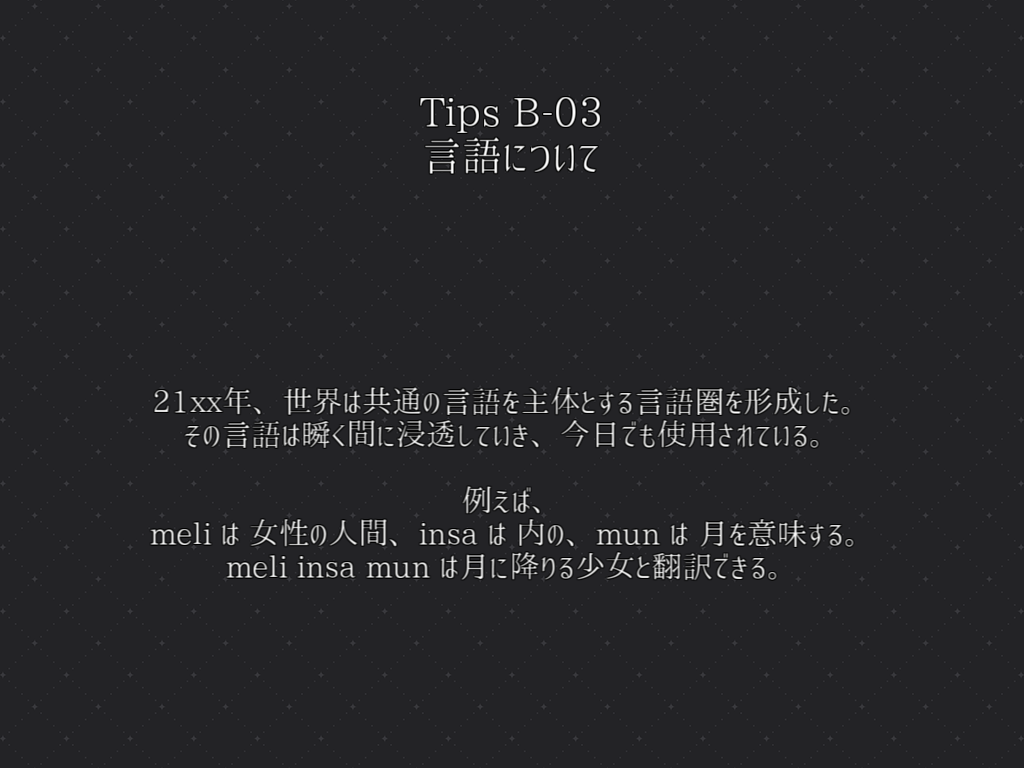 Tips B-03
言語について
21xx年、世界は共通の言語を主体とする言語圏を形成した。
その言語は瞬く間に浸透していき、今日でも使用されている。
例えば、
meli は 女性の人間、insa は 内の、mun は 月を意味する。
meli insa mun は月に降りる少女と翻訳できる。